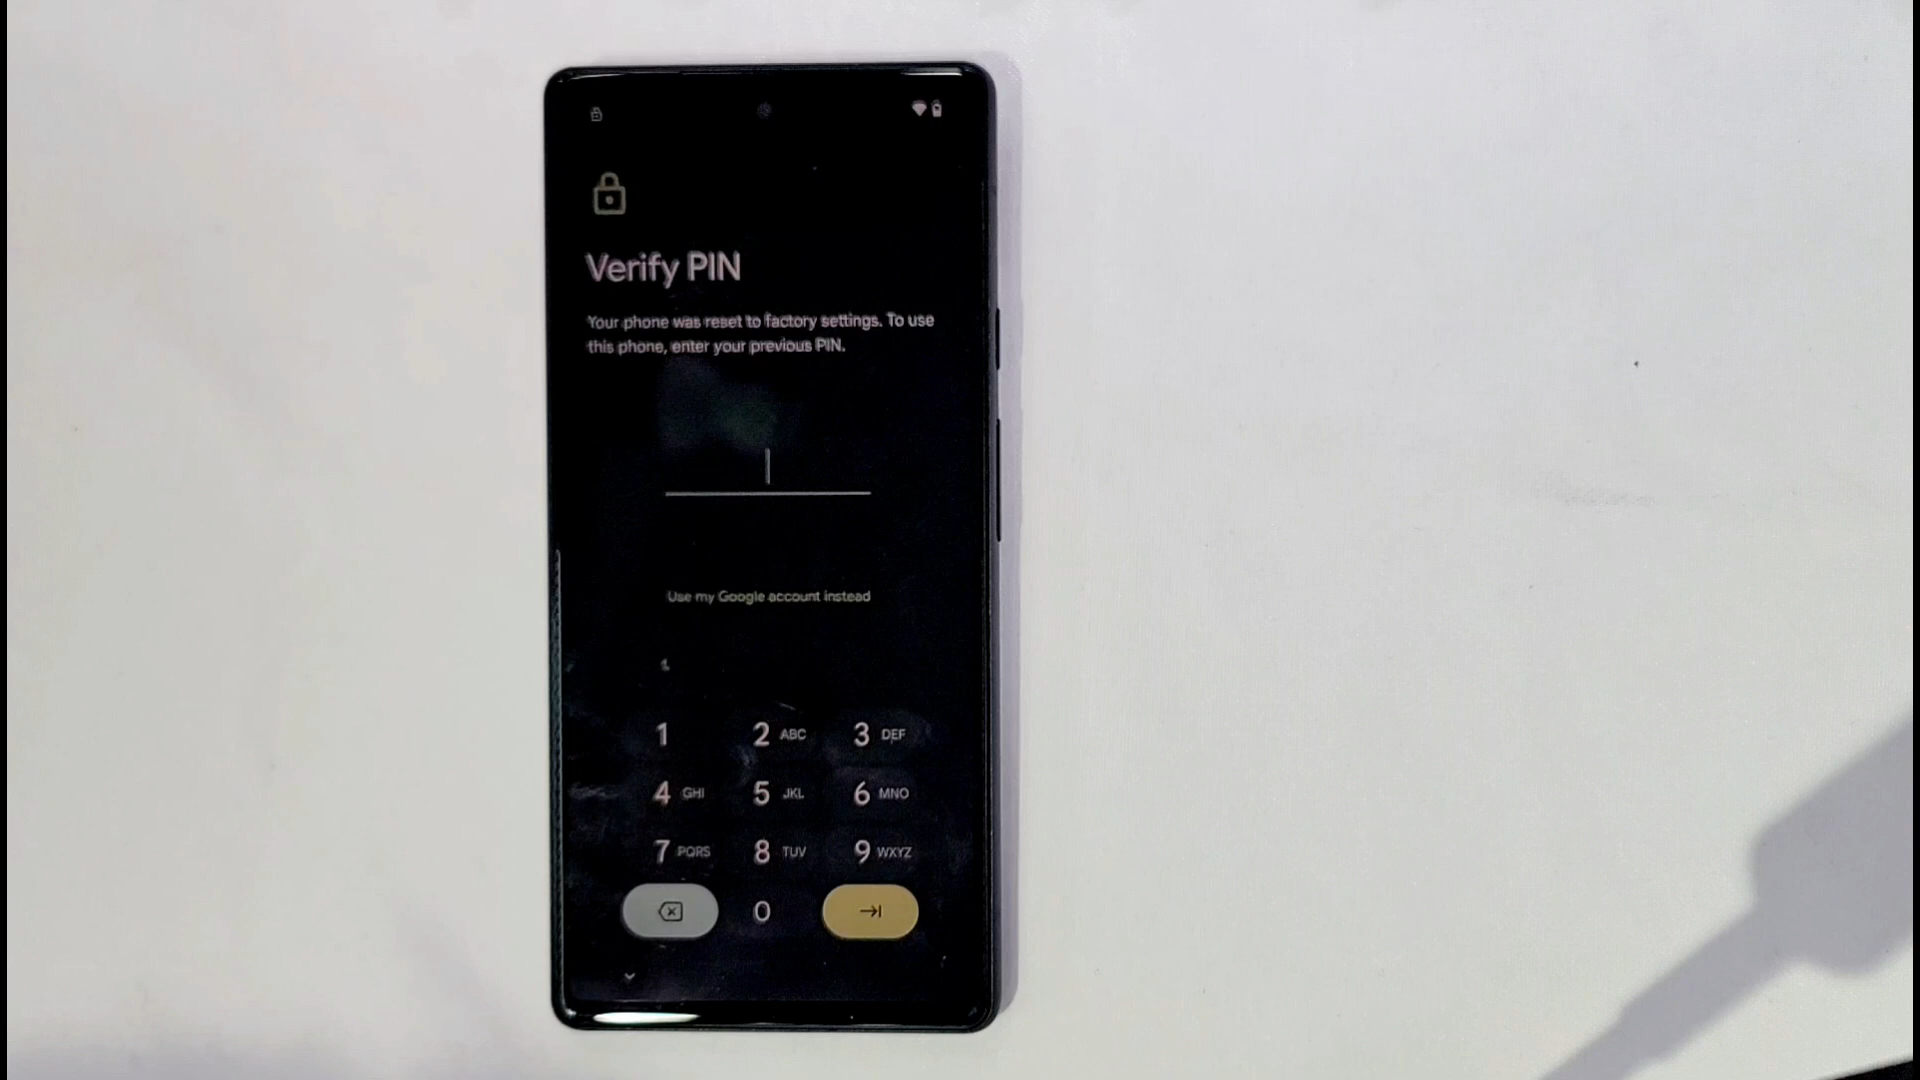 Verify PIN
Your phone was reset to factory settings. To use
this phone, enter your previous PIN.
Use my Google account instead
1 2 ABC 3 DEF
4 GHI 5 JKL 6 MNO
7 PQRS 8 TUV 9 WXYZ
0